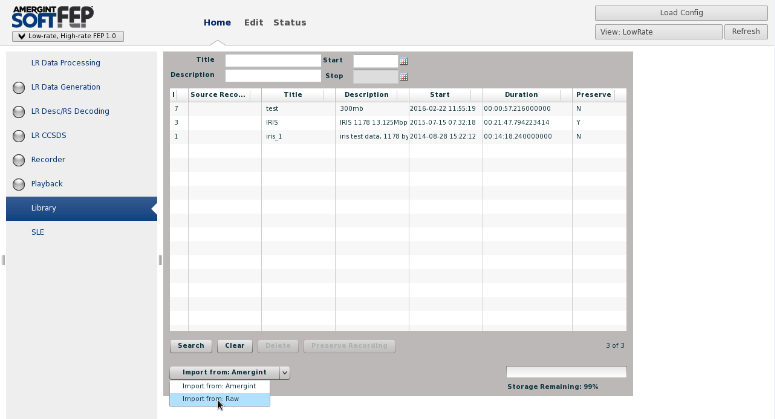 AMERGINT
SOFTFEP
Low-rate, High-rate FEP 1.0
Home Edit Status
Load Config
View: LowRate
Refresh
LR Data Processing
LR Data Generation
LR Desc/RS Decoding
LR CCSDS
Recorder
Playback
Library
SLE
Title Start
Description Stop
I Source Reco... Title Description Start Duration Preserve
7 test 300mb 2016-02-22 11:55:19 00:00:57.216000000 N
3 IRIS IRIS 1178 13.125Mbp 2015-07-15 07:32:18 00:21:47.794223414 Y
1 iris_1 iris test data, 1178 by 2014-08-28 15:22:12 00:14:18.240000000 N
Search Clear Delete Preserve Recording 3 of 3
Import from: Amergint
Import from: Amergint
Import from: Raw
Storage Remaining: 99%